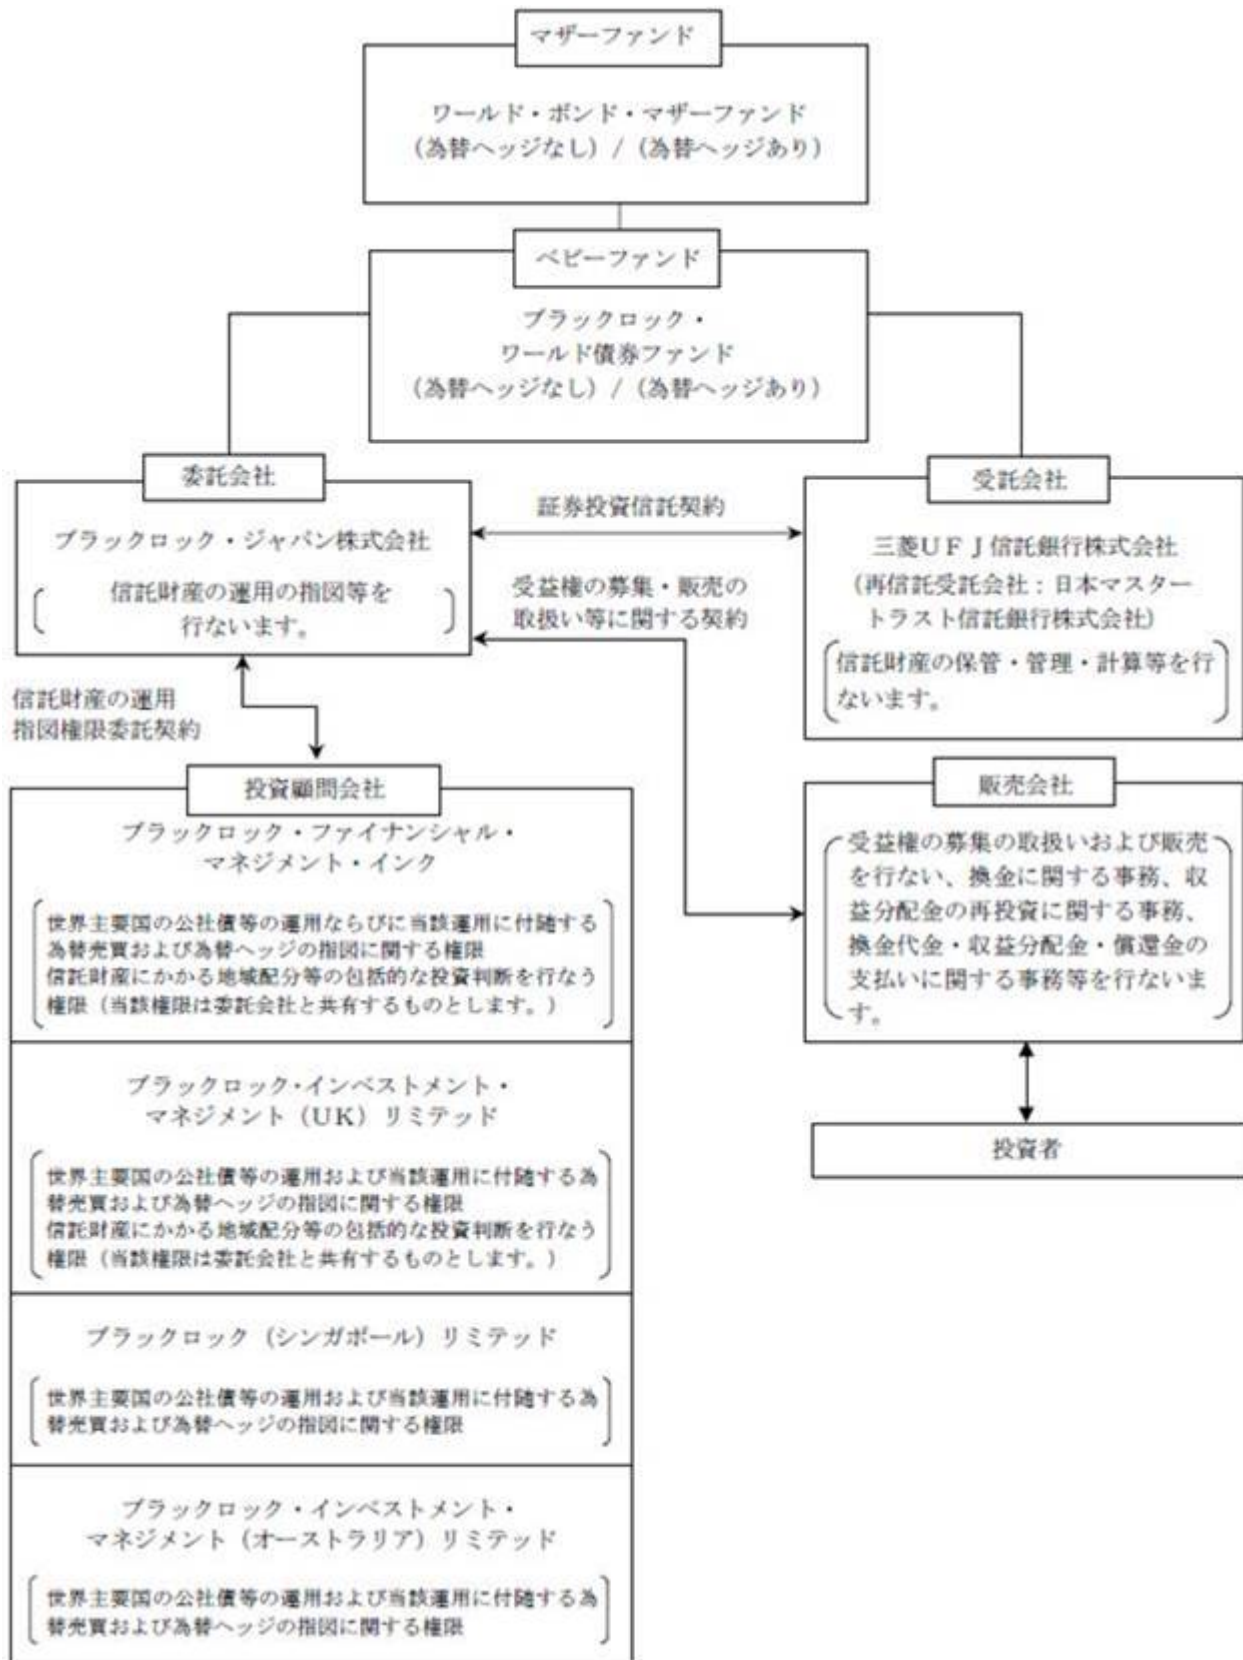 マザーファンド
ワールド・ボンド・マザーファンド
（為替ヘッジなし）/（為替ヘッジあり）
ベビーファンド
ブラックロック・
ワールド債券ファンド
（為替ヘッジなし）/（為替ヘッジあり）
委託会社
ブラックロック・ジャパン株式会社
信託財産の運用の指図等を
行ないます。
証券投資信託契約
受益権の募集・販売の
取扱い等に関する契約
受託会社
三菱ＵＦＪ信託銀行株式会社
（再信託受託会社：日本マスター
トラスト信託銀行株式会社）
信託財産の保管・管理・計算等を行
ないます。
信託財産の運用
指図権限委託契約
投資顧問会社
ブラックロック・ファイナンシャル・
マネジメント・インク
世界主要国の公社債等の運用ならびに当該運用に付随する
為替売買および為替ヘッジの指図に関する権限
信託財産にかかる地域配分等の包括的な投資判断を行なう
権限（当該権限は委託会社と共有するものとします。）
ブラックロック・インベストメント・
マネジメント（ＵＫ）リミテッド
世界主要国の公社債等の運用および当該運用に付随する為
替売買および為替ヘッジの指図に関する権限
信託財産にかかる地域配分等の包括的な投資判断を行なう
権限（当該権限は委託会社と共有するものとします。）
ブラックロック（シンガポール）リミテッド
世界主要国の公社債等の運用および当該運用に付随する為
替売買および為替ヘッジの指図に関する権限
ブラックロック・インベストメント・
マネジメント（オーストラリア）リミテッド
世界主要国の公社債等の運用および当該運用に付随する為
替売買および為替ヘッジの指図に関する権限
販売会社
受益権の募集の取扱いおよび販売
を行ない、換金に関する事務、収
益分配金の再投資に関する事務、
換金代金・収益分配金・償還金の
支払いに関する事務等を行ないま
す。
投資者